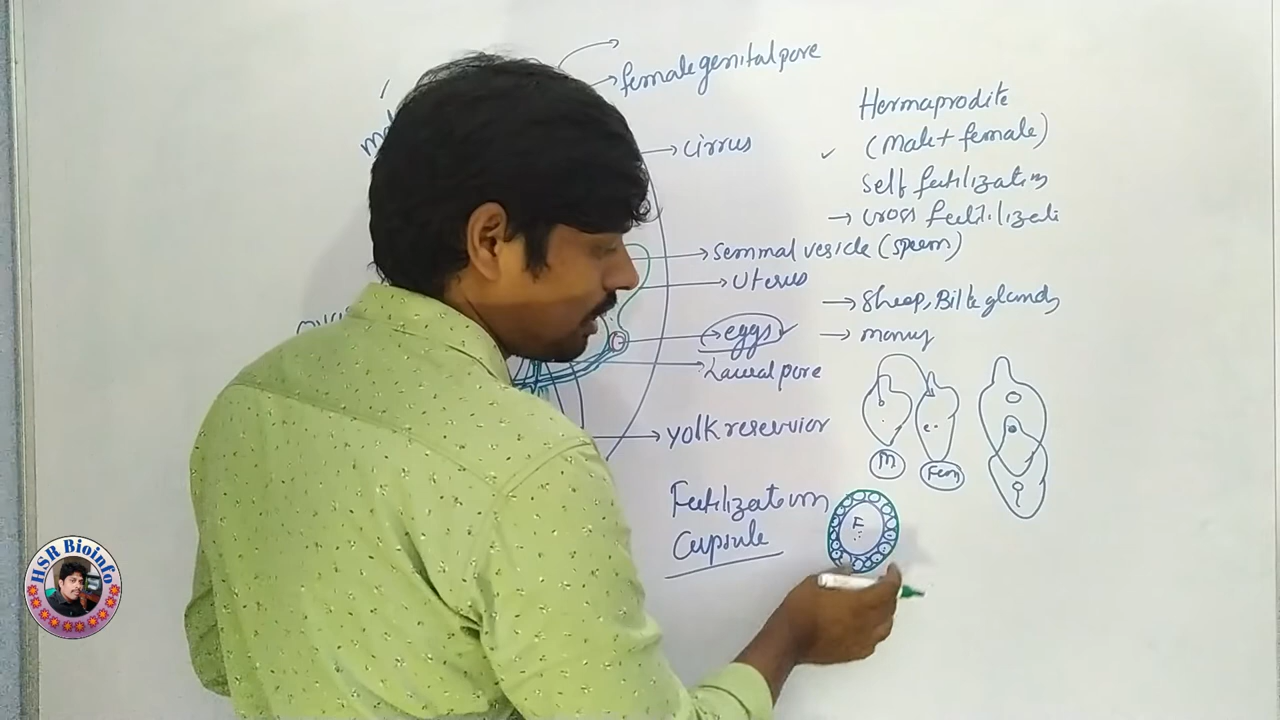 female genital pore
cirrus
Semmal vesicle (sperm)
Uterus
eggs
Laural pore
yolk reservior
Fertilization
Capsule
F
Hermaprodite
(Male + female)
Self fertilization
→ cross fertilizati
→ Sheep, Bile glands
→ many
M
Fem
HSR Bioinfo